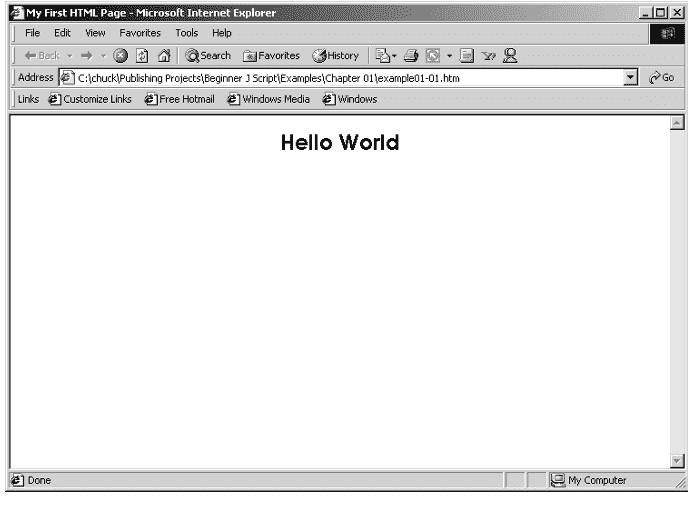 My First HTML Page - Microsoft Internet Explorer
File Edit View Favorites Tools Help
Back Search Favorites History
Address C:\chuck\Publishing Projects\Beginner J Script\Examples\Chapter 01\example01-01.htm Go
Links Customize Links Free Hotmail Windows Media Windows
Hello World
Done My Computer